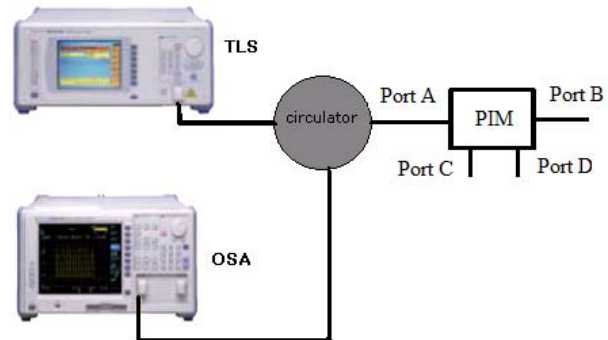 TLS
circulator
Port A
PIM
Port B
Port C
Port D
OSA